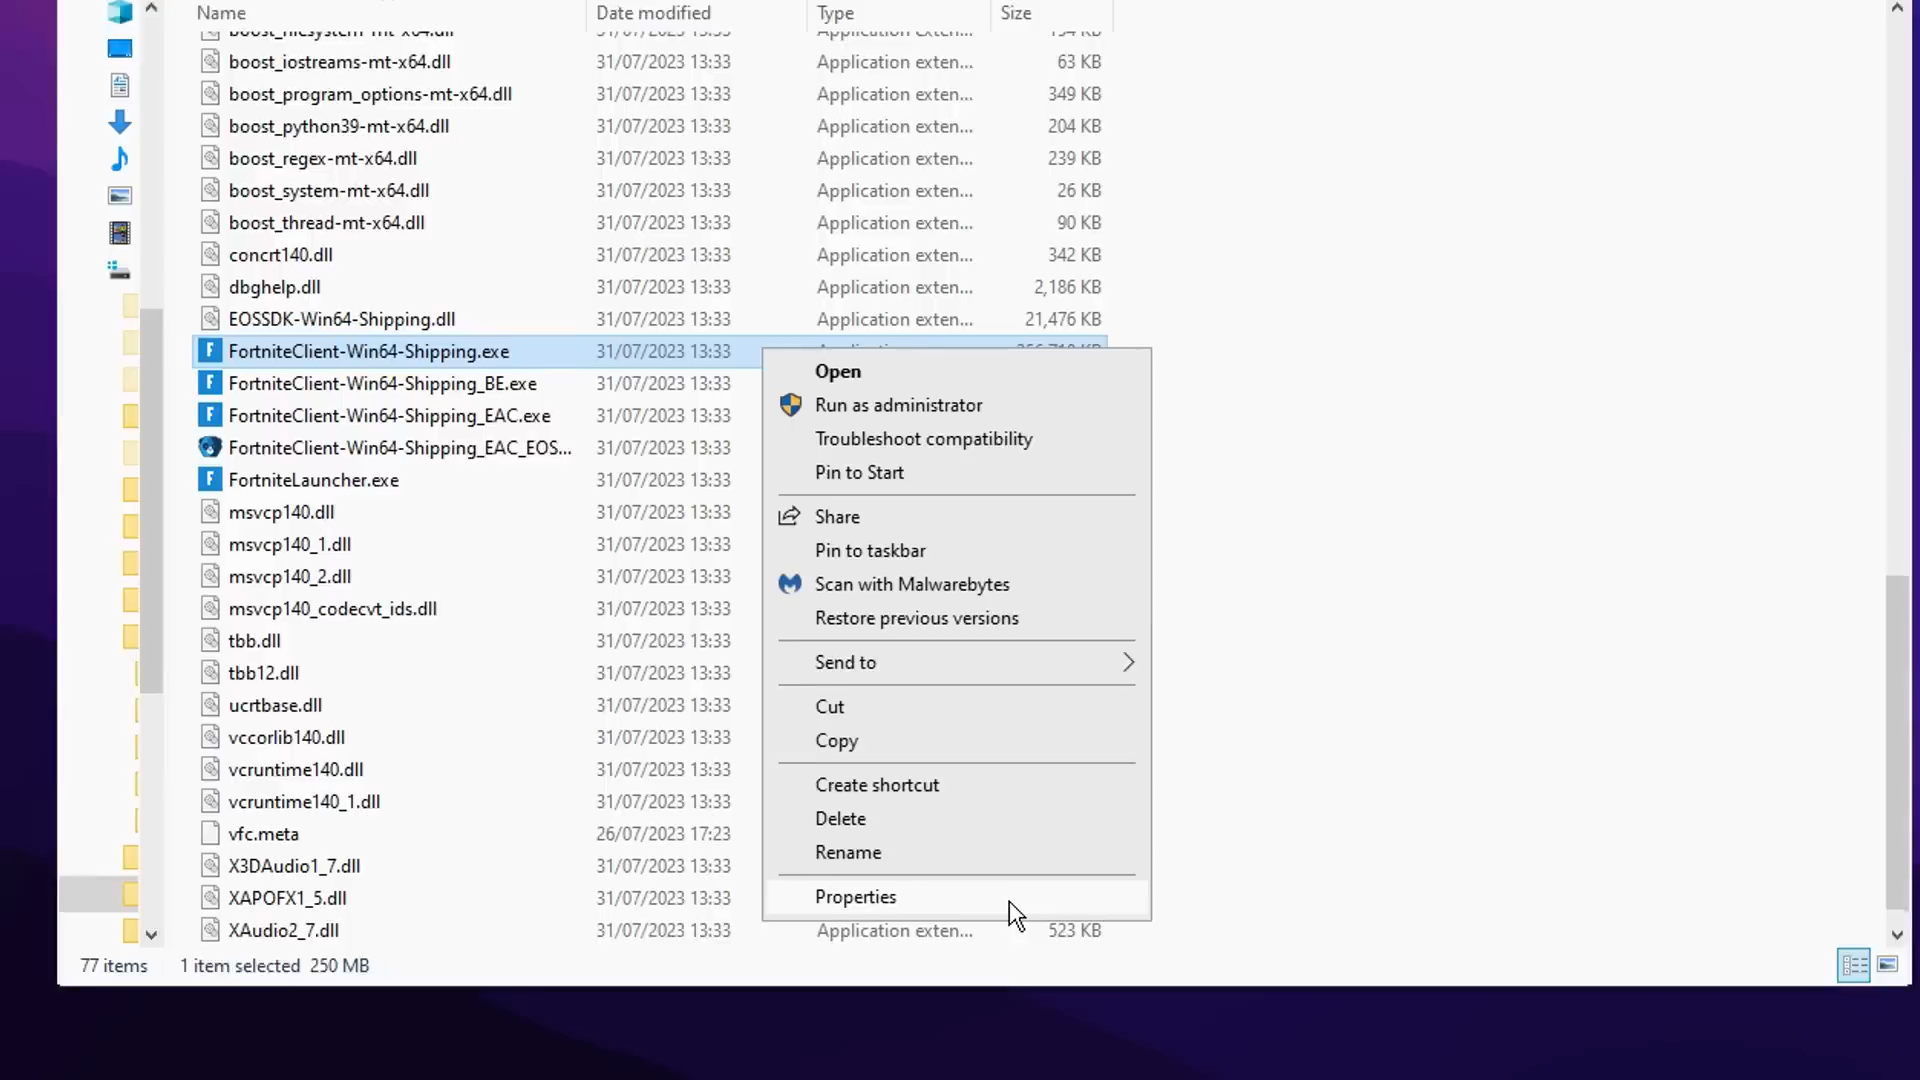 Name Date modified Type Size
boost_filesystem-mt-x64.dll 31/07/2023 13:33 Application exten... 134 KB
boost_iostreams-mt-x64.dll 31/07/2023 13:33 Application exten... 63 KB
boost_program_options-mt-x64.dll 31/07/2023 13:33 Application exten... 349 KB
boost_python39-mt-x64.dll 31/07/2023 13:33 Application exten... 204 KB
boost_regex-mt-x64.dll 31/07/2023 13:33 Application exten... 239 KB
boost_system-mt-x64.dll 31/07/2023 13:33 Application exten... 26 KB
boost_thread-mt-x64.dll 31/07/2023 13:33 Application exten... 90 KB
concrt140.dll 31/07/2023 13:33 Application exten... 342 KB
dbghelp.dll 31/07/2023 13:33 Application exten... 2,186 KB
EOSSDK-Win64-Shipping.dll 31/07/2023 13:33 Application exten... 21,476 KB
FortniteClient-Win64-Shipping.exe 31/07/2023 13:33
FortniteClient-Win64-Shipping_BE.exe 31/07/2023 13:33
FortniteClient-Win64-Shipping_EAC.exe 31/07/2023 13:33
FortniteClient-Win64-Shipping_EAC_EOS... 31/07/2023 13:33
FortniteLauncher.exe 31/07/2023 13:33
msvcp140.dll 31/07/2023 13:33
msvcp140_1.dll 31/07/2023 13:33
msvcp140_2.dll 31/07/2023 13:33
msvcp140_codecvt_ids.dll 31/07/2023 13:33
tbb.dll 31/07/2023 13:33
tbb12.dll 31/07/2023 13:33
ucrtbase.dll 31/07/2023 13:33
vccorlib140.dll 31/07/2023 13:33
vcruntime140.dll 31/07/2023 13:33
vcruntime140_1.dll 31/07/2023 13:33
vfc.meta 26/07/2023 17:23
X3DAudio1_7.dll 31/07/2023 13:33
XAPOFX1_5.dll 31/07/2023 13:33
XAudio2_7.dll 31/07/2023 13:33 Application exten... 523 KB
Open
Run as administrator
Troubleshoot compatibility
Pin to Start
Share
Pin to taskbar
Scan with Malwarebytes
Restore previous versions
Send to
Cut
Copy
Create shortcut
Delete
Rename
Properties
77 items 1 item selected 250 MB